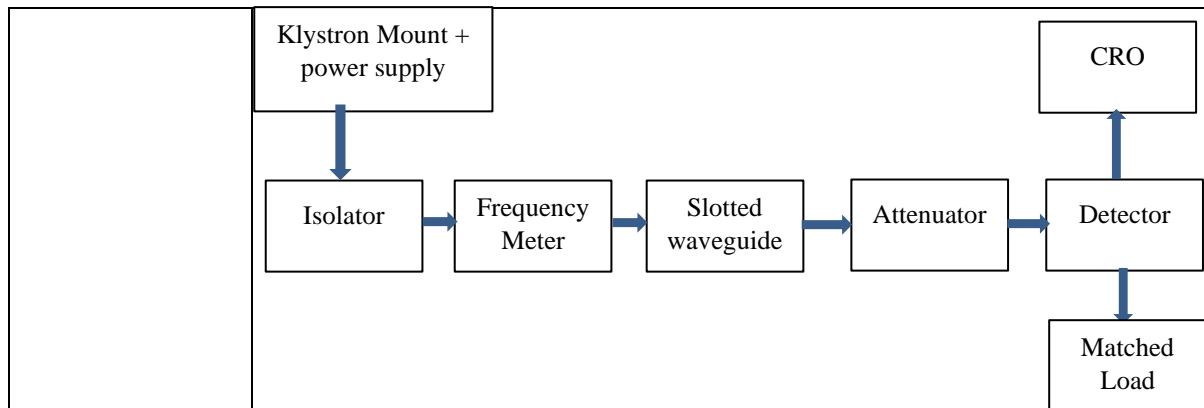 Klystron Mount +
power supply
CRO
Isolator
Frequency
Meter
Slotted
waveguide
Attenuator
Detector
Matched
Load